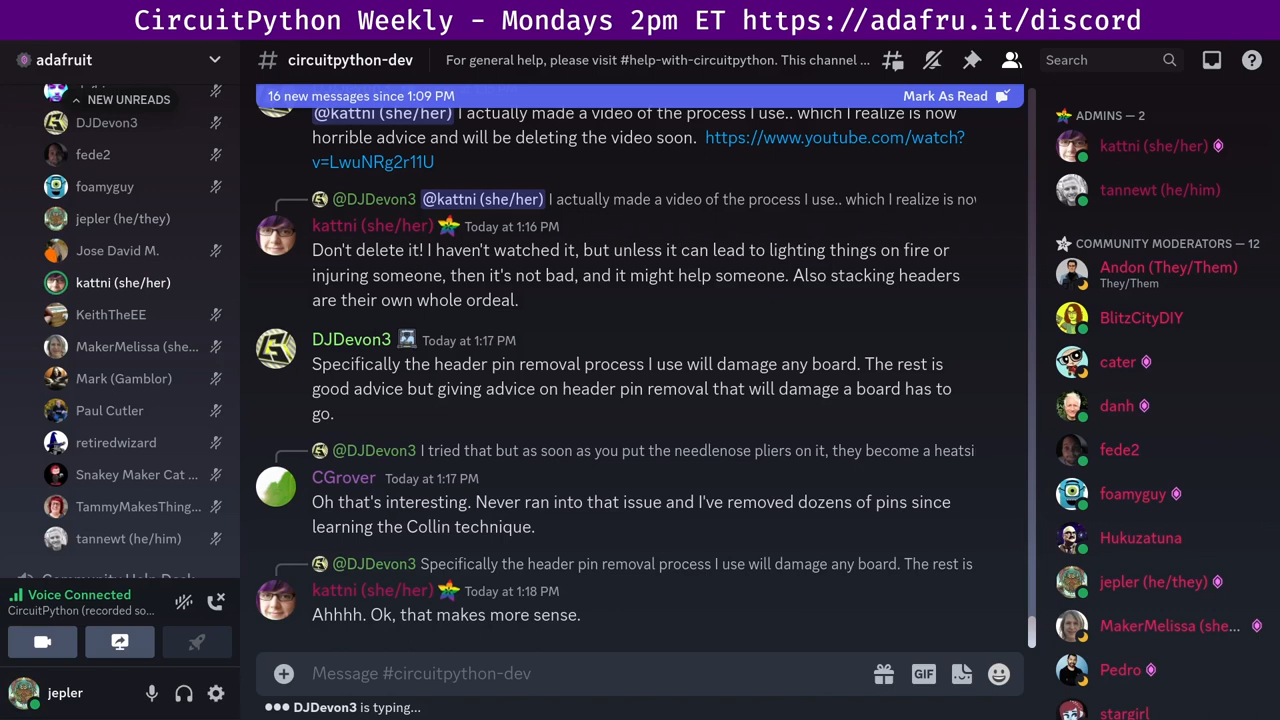 CircuitPython Weekly - Mondays 2pm ET https://adafru.it/discord
adafruit
NEW UNREADS
DJDevon3
fede2
foamyguy
jepler (he/they)
Jose David M.
kattni (she/her)
KeithTheEE
MakerMelissa (she...
Mark (Gamblor)
Paul Cutler
retiredwizard
Snakey Maker Cat ...
TammyMakesThing...
tannewt (he/him)
Community Help Desk
Voice Connected
CircuitPython (recorded so...
jepler
# circuitpython-dev
For general help, please visit #help-with-circuitpython. This channel ...
Search
16 new messages since 1:09 PM
Mark As Read
@kattni (she/her) I actually made a video of the process I use.. which I realize is now
horrible advice and will be deleting the video soon. https://www.youtube.com/watch?
v=LwuNRg2r11U
@DJDevon3 @kattni (she/her) I actually made a video of the process I use.. which I realize is now
kattni (she/her) Today at 1:16 PM
Don't delete it! I haven't watched it, but unless it can lead to lighting things on fire or
injuring someone, then it's not bad, and it might help someone. Also stacking headers
are their own whole ordeal.
DJDevon3 Today at 1:17 PM
Specifically the header pin removal process I use will damage any board. The rest is
good advice but giving advice on header pin removal that will damage a board has to
go.
@DJDevon3 I tried that but as soon as you put the needlenose pliers on it, they become a heatsi
CGrover Today at 1:17 PM
Oh that's interesting. Never ran into that issue and I've removed dozens of pins since
learning the Collin technique.
@DJDevon3 Specifically the header pin removal process I use will damage any board. The rest is
kattni (she/her) Today at 1:18 PM
Ahhhh. Ok, that makes more sense.
Message #circuitpython-dev
GIF
DJDevon3 is typing...
ADMINS — 2
kattni (she/her)
tannewt (he/him)
COMMUNITY MODERATORS — 12
Andon (They/Them)
They/Them
BlitzCityDIY
cater
danh
fede2
foamyguy
Hukuzatuna
jepler (he/they)
MakerMelissa (she...
Pedro
stargirl